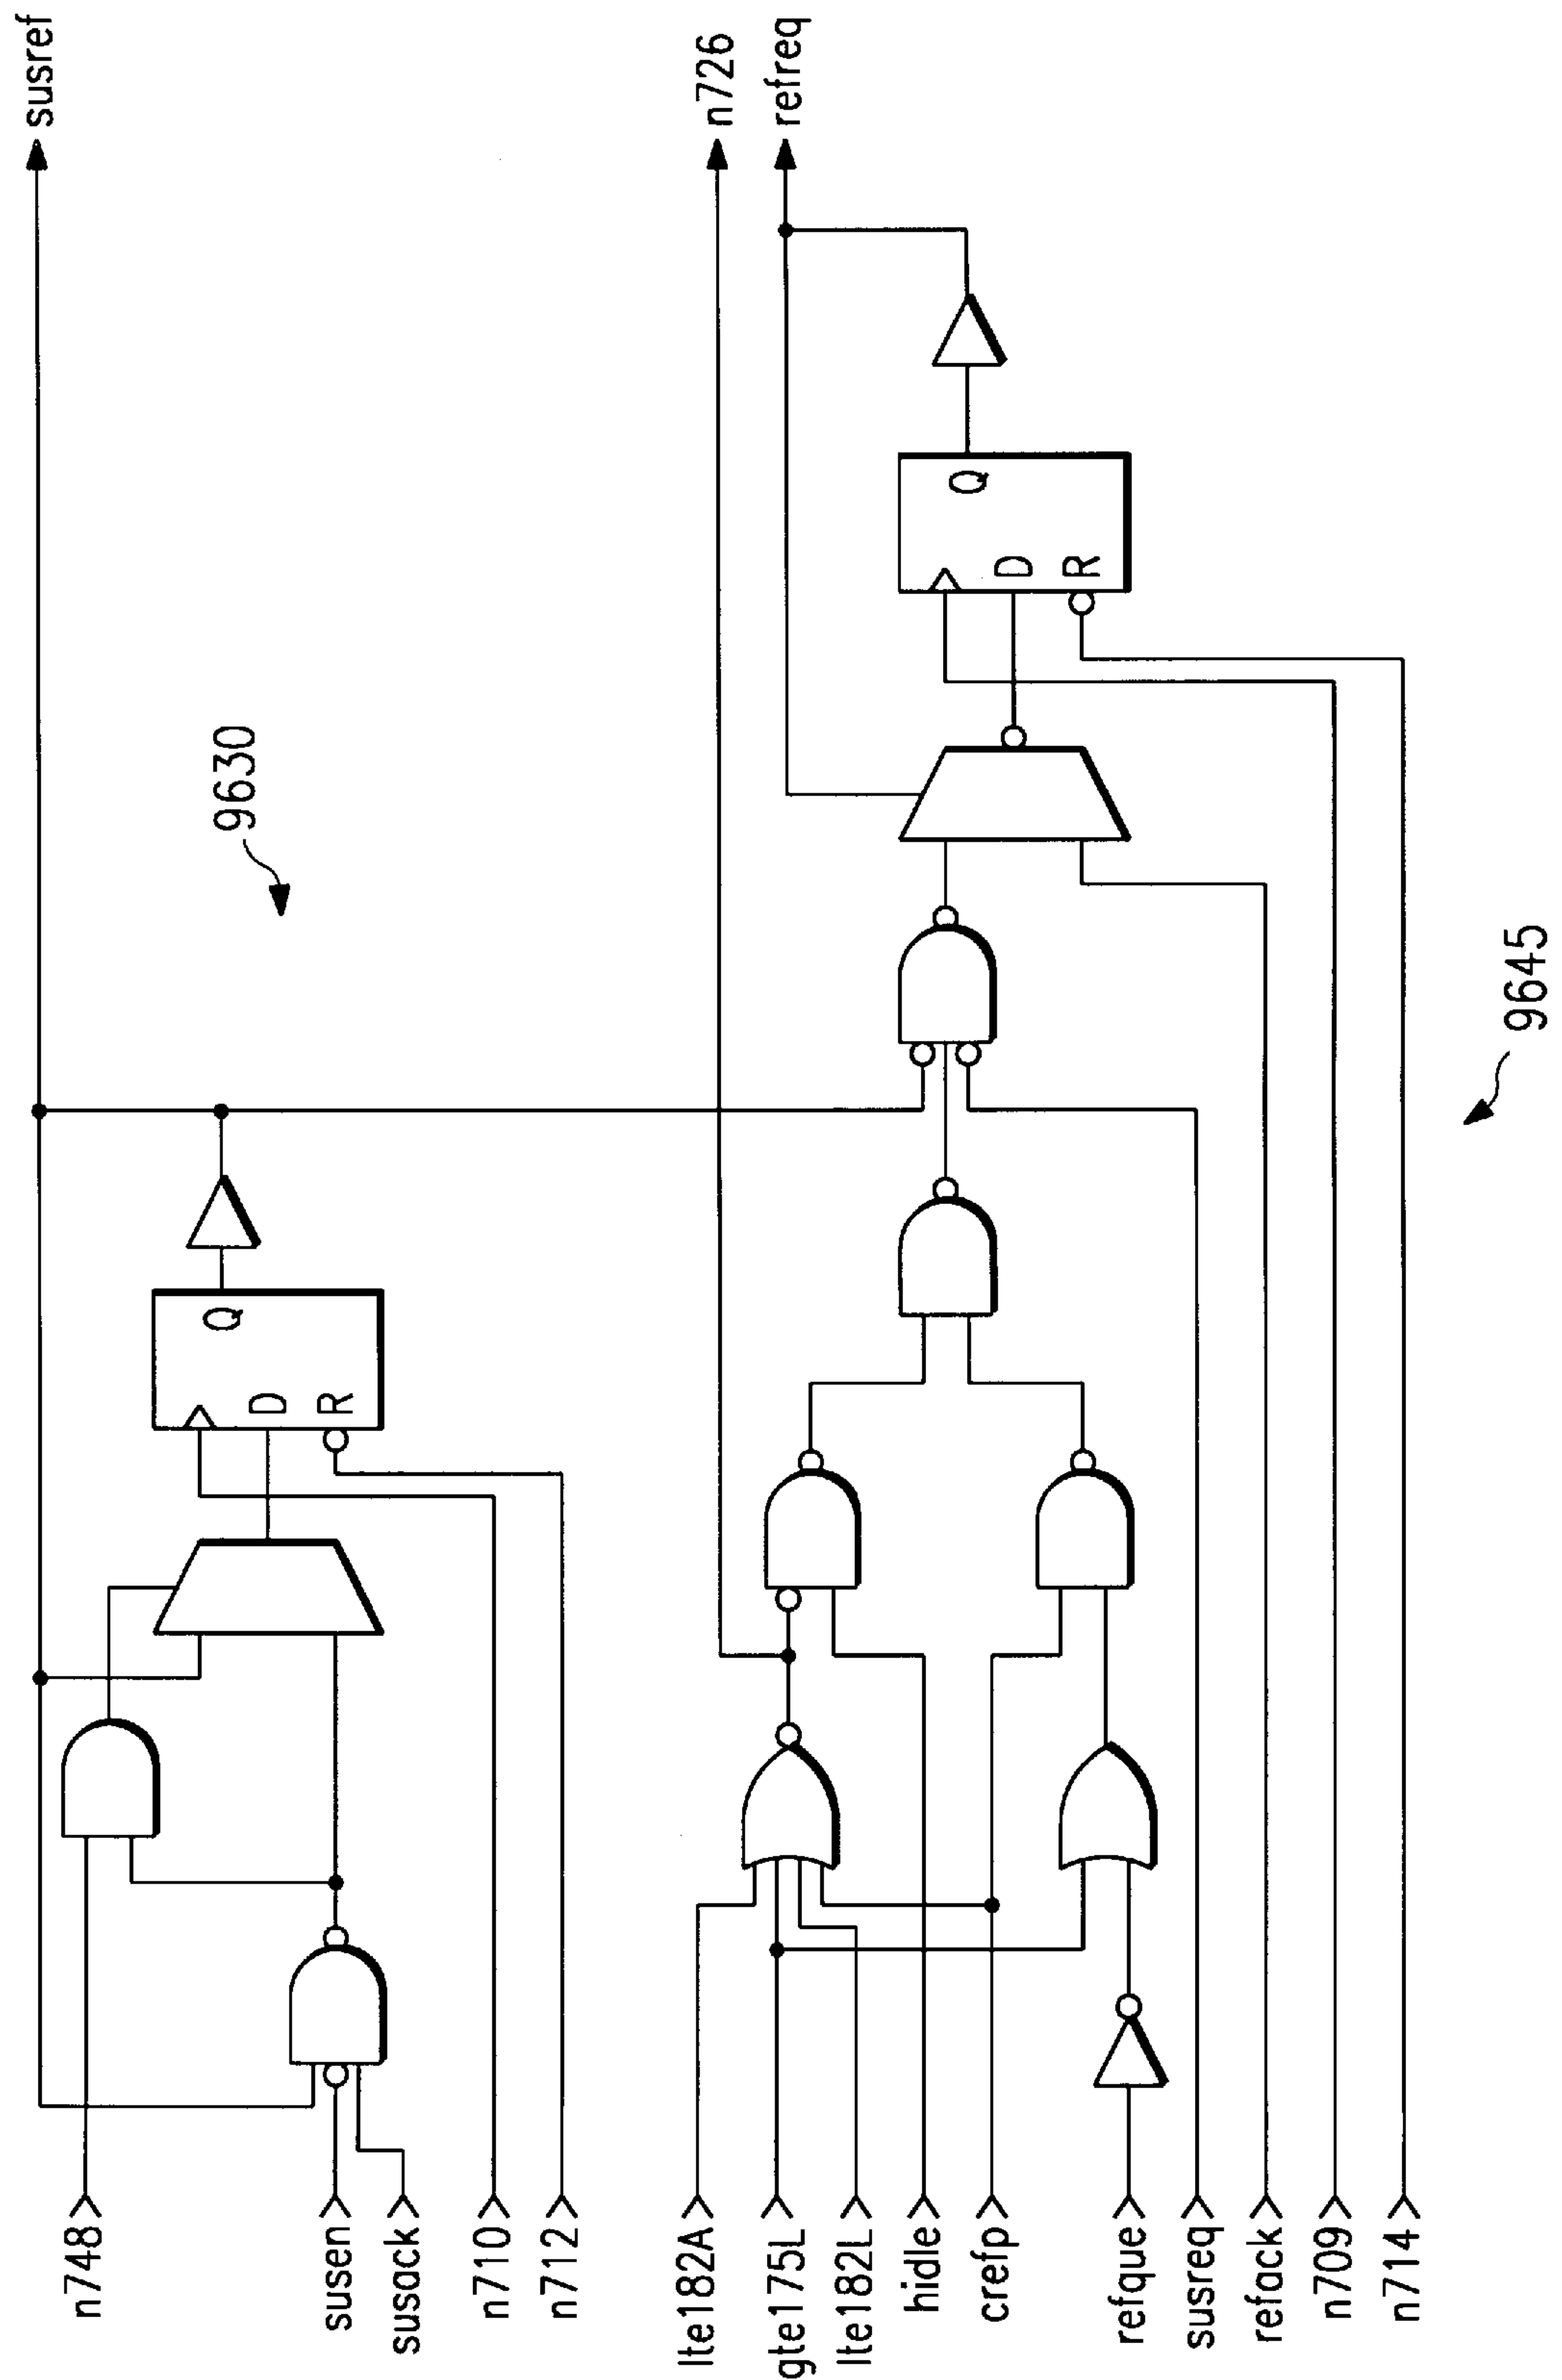 n748
susen
susack
n710
n712
lte182A
gte175L
lte182L
hidle
crefp
refque
susreq
refack
n709
n714
D
R
Q
D
R
Q
9630
9645
susref
n726
refreq